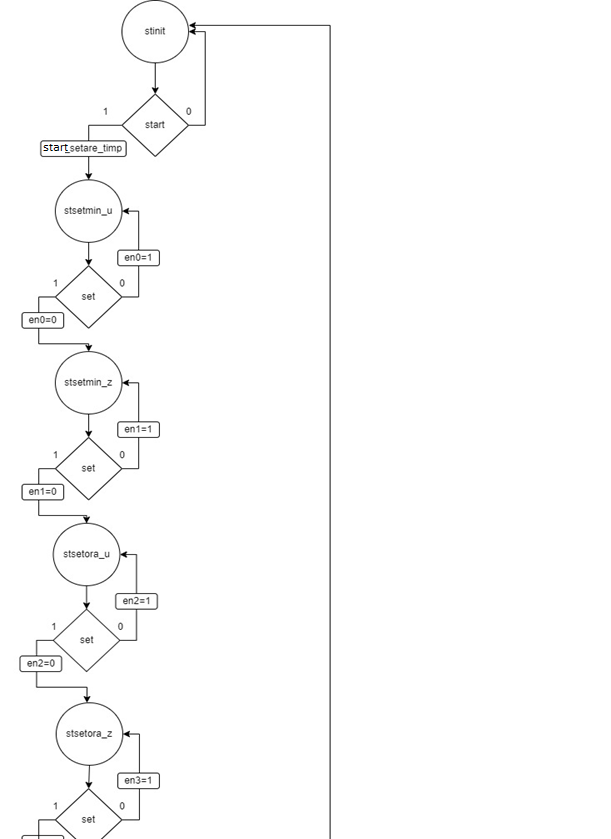 stinit
1
0
start
start_setare_timp
stsetmin_u
en0=1
1
0
set
en0=0
stsetmin_z
en1=1
1
0
set
en1=0
stsetora_u
en2=1
1
0
set
en2=0
stsetora_z
en3=1
1
0
set